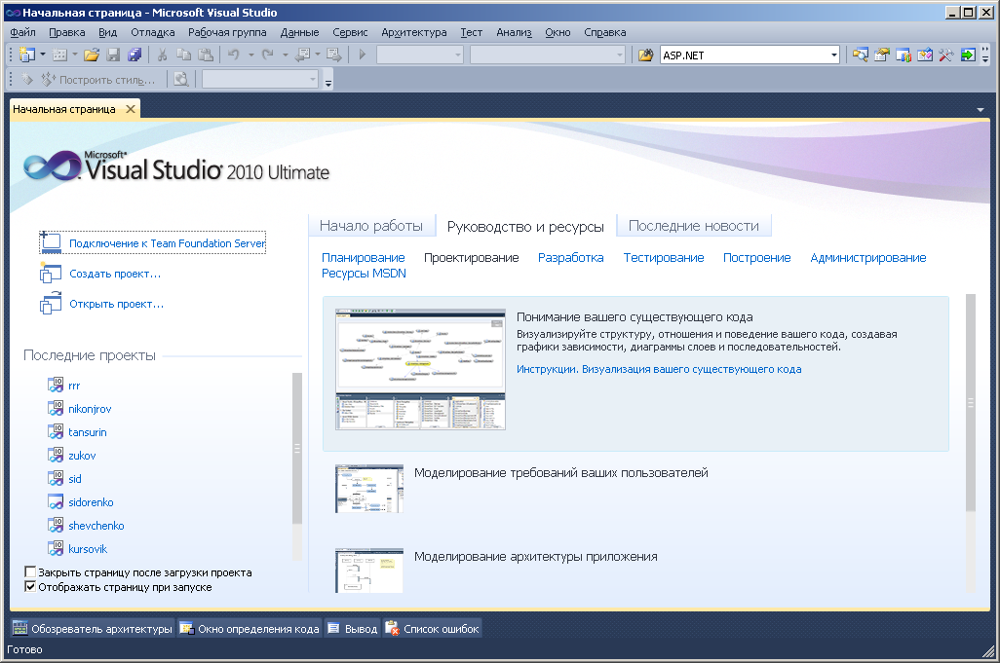 Начальная страница - Microsoft Visual Studio
Файл Правка Вид Отладка Рабочая группа Данные Сервис Архитектура Тест Анализ Окно Справка
ASP.NET
Построить стиль...
Начальная страница
Microsoft®
Visual Studio® 2010 Ultimate
Подключение к Team Foundation Server
Создать проект...
Открыть проект...
Последние проекты
rrr
nikonjrov
tansurin
zukov
sid
sidorenko
shevchenko
kursovik
Закрыть страницу после загрузки проекта
Отображать страницу при запуске
Начало работы Руководство и ресурсы Последние новости
Планирование Проектирование Разработка Тестирование Построение Администрирование
Ресурсы MSDN
Понимание вашего существующего кода
Визуализируйте структуру, отношения и поведение вашего кода, создавая
графики зависимости, диаграммы слоев и последовательностей.
Инструкции. Визуализация вашего существующего кода
Моделирование требований ваших пользователей
Моделирование архитектуры приложения
Обозреватель архитектуры Окно определения кода Вывод Список ошибок
Готово